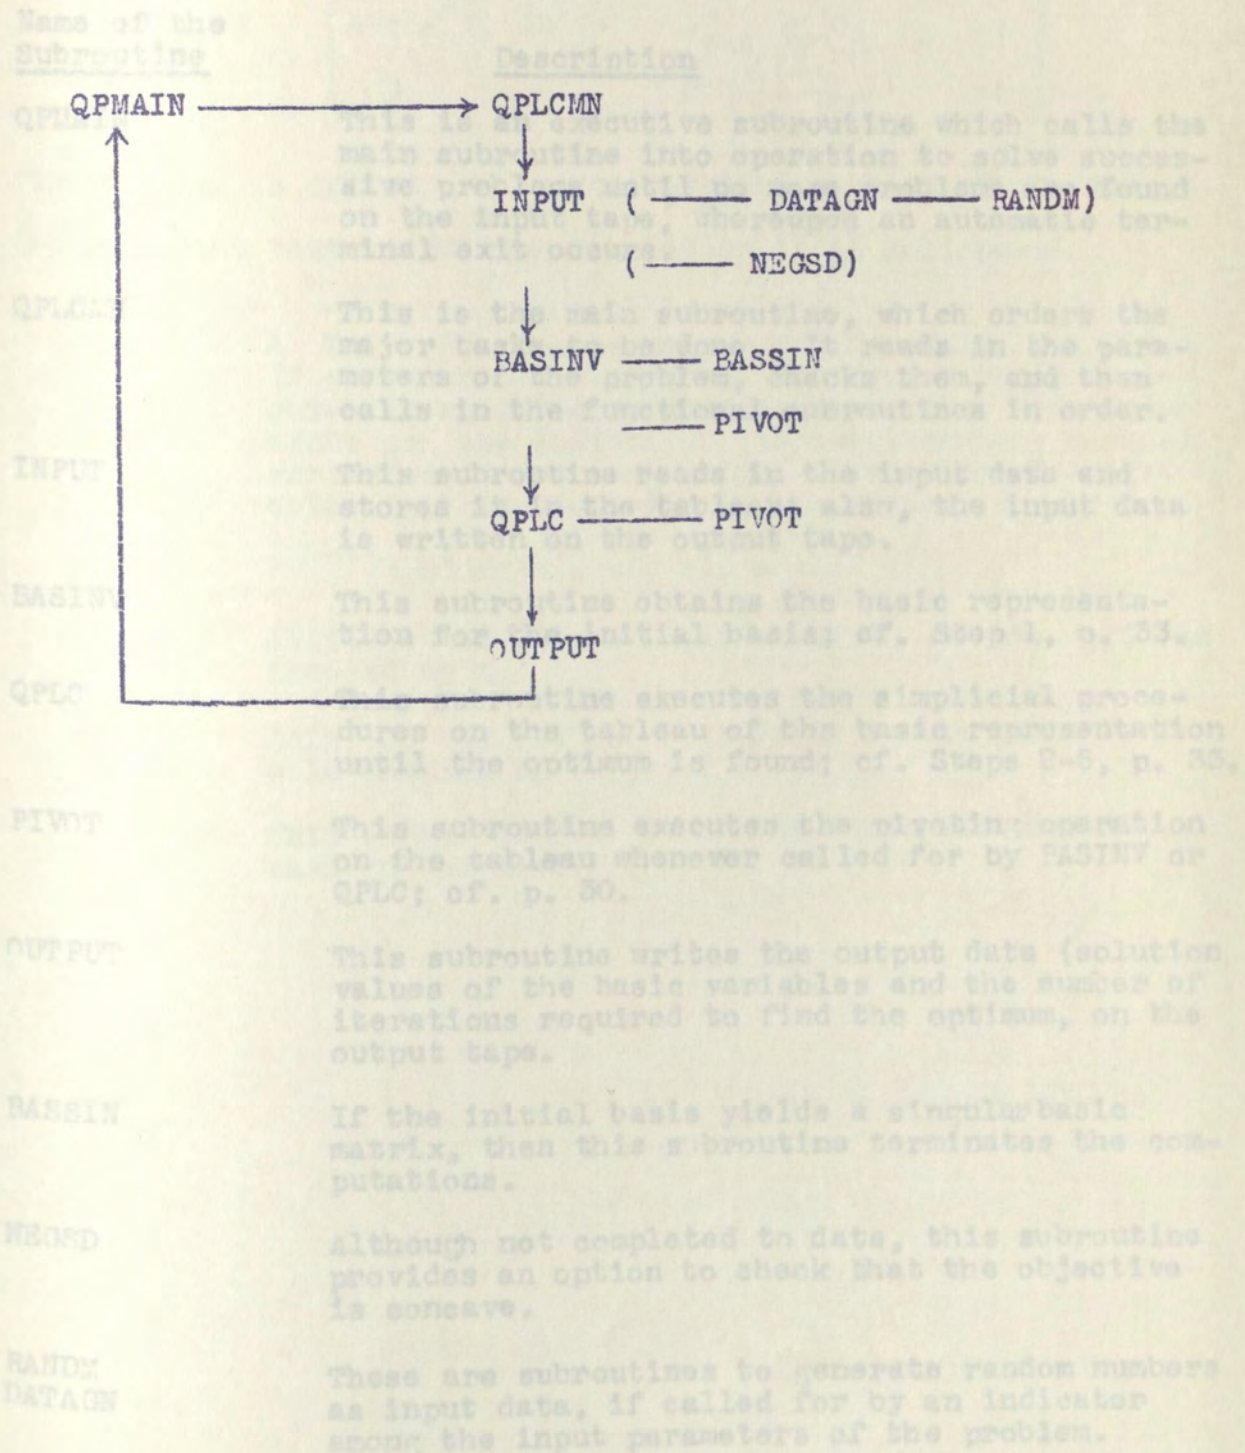 Name of the
Subroutine Description
QPMAIN QPLCMN
This is an executive subroutine which calls the
main subroutine into operation to solve succes-
sive problems until no more problems are found
INPUT ( DATAGN RANDM)
on the input tape, whereupon an automatic ter-
minal exit occurs.
( NEGSD)
This is the main subroutine, which orders the
major tasks to be done. It reads in the para-
BASINV BASSIN
meters of the problem, checks them, and then
calls in the functional subroutines in order.
PIVOT
INPUT This subroutine reads in the input data and
stores it in the tableau; also, the input data
QPLC PIVOT
is written on the output tape.
BASINV This subroutine obtains the basic representa-
tion for the initial basis; cf. Step 1, p. 33.
OUTPUT
QPLC This subroutine executes the simplicial proce-
dures on the tableau of the basic representation
until the optimum is found; cf. Steps 2-5, p. 33.
PIVOT This subroutine executes the pivoting operation
on the tableau whenever called for by BASINV or
QPLC; cf. p. 30.
OUTPUT This subroutine writes the output data (solution
values of the basic variables and the number of
iterations required to find the optimum, on the
output tape.
BASSIN If the initial basis yields a singular basic
matrix, then this subroutine terminates the com-
putations.
NEGSD Although not completed to date, this subroutine
provides an option to check that the objective
is concave.
RANDM These are subroutines to generate random numbers
DATAGN as input data, if called for by an indicator
among the input parameters of the problem.